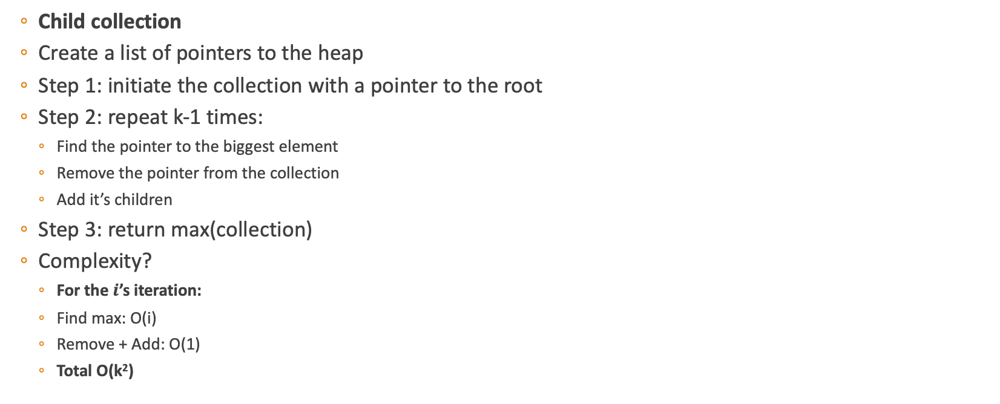 Child collection
Create a list of pointers to the heap
Step 1: initiate the collection with a pointer to the root
Step 2: repeat k-1 times:
Find the pointer to the biggest element
Remove the pointer from the collection
Add it’s children
Step 3: return max(collection)
Complexity?
For the i’s iteration:
Find max: O(i)
Remove + Add: O(1)
Total O(k²)